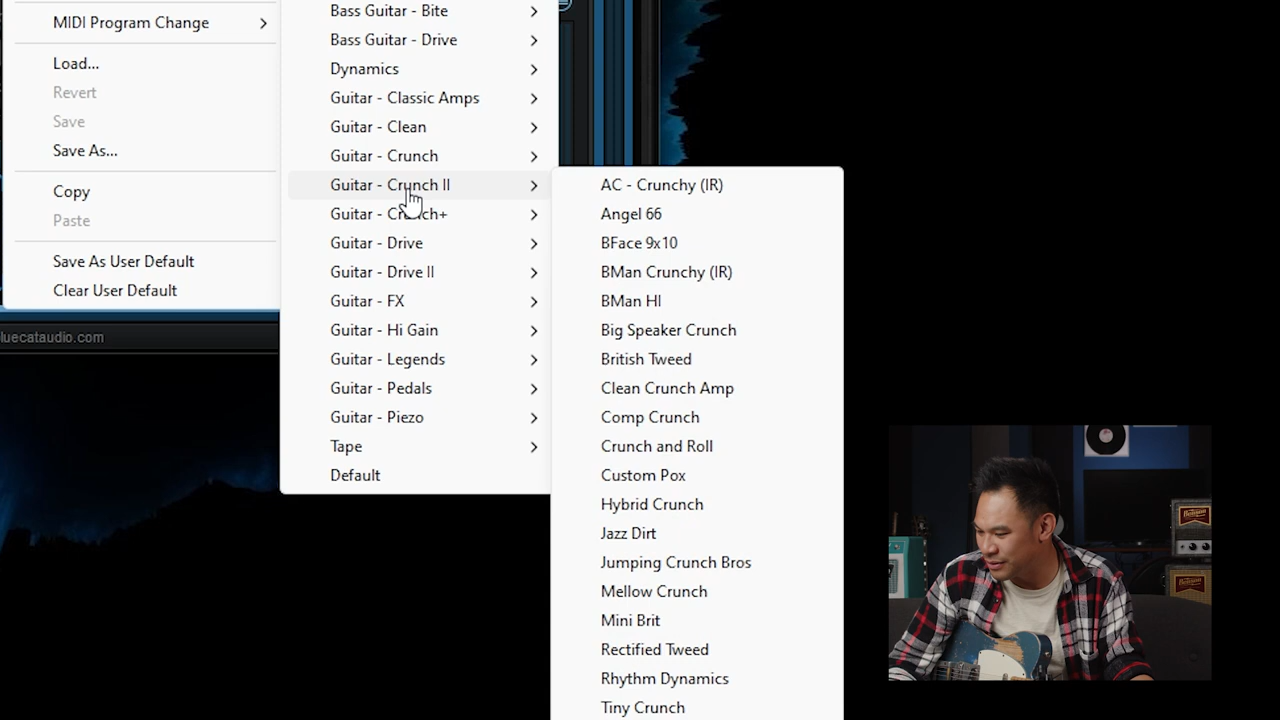 MIDI Program Change
Load...
Revert
Save
Save As...
Copy
Paste
Save As User Default
Clear User Default
luecataudio.com
Bass Guitar - Bite
Bass Guitar - Drive
Dynamics
Guitar - Classic Amps
Guitar - Clean
Guitar - Crunch
Guitar - Crunch II
Guitar - Crunch+
Guitar - Drive
Guitar - Drive II
Guitar - FX
Guitar - Hi Gain
Guitar - Legends
Guitar - Pedals
Guitar - Piezo
Tape
Default
AC - Crunchy (IR)
Angel 66
BFace 9x10
BMan Crunchy (IR)
BMan HI
Big Speaker Crunch
British Tweed
Clean Crunch Amp
Comp Crunch
Crunch and Roll
Custom Pox
Hybrid Crunch
Jazz Dirt
Jumping Crunch Bros
Mellow Crunch
Mini Brit
Rectified Tweed
Rhythm Dynamics
Tiny Crunch